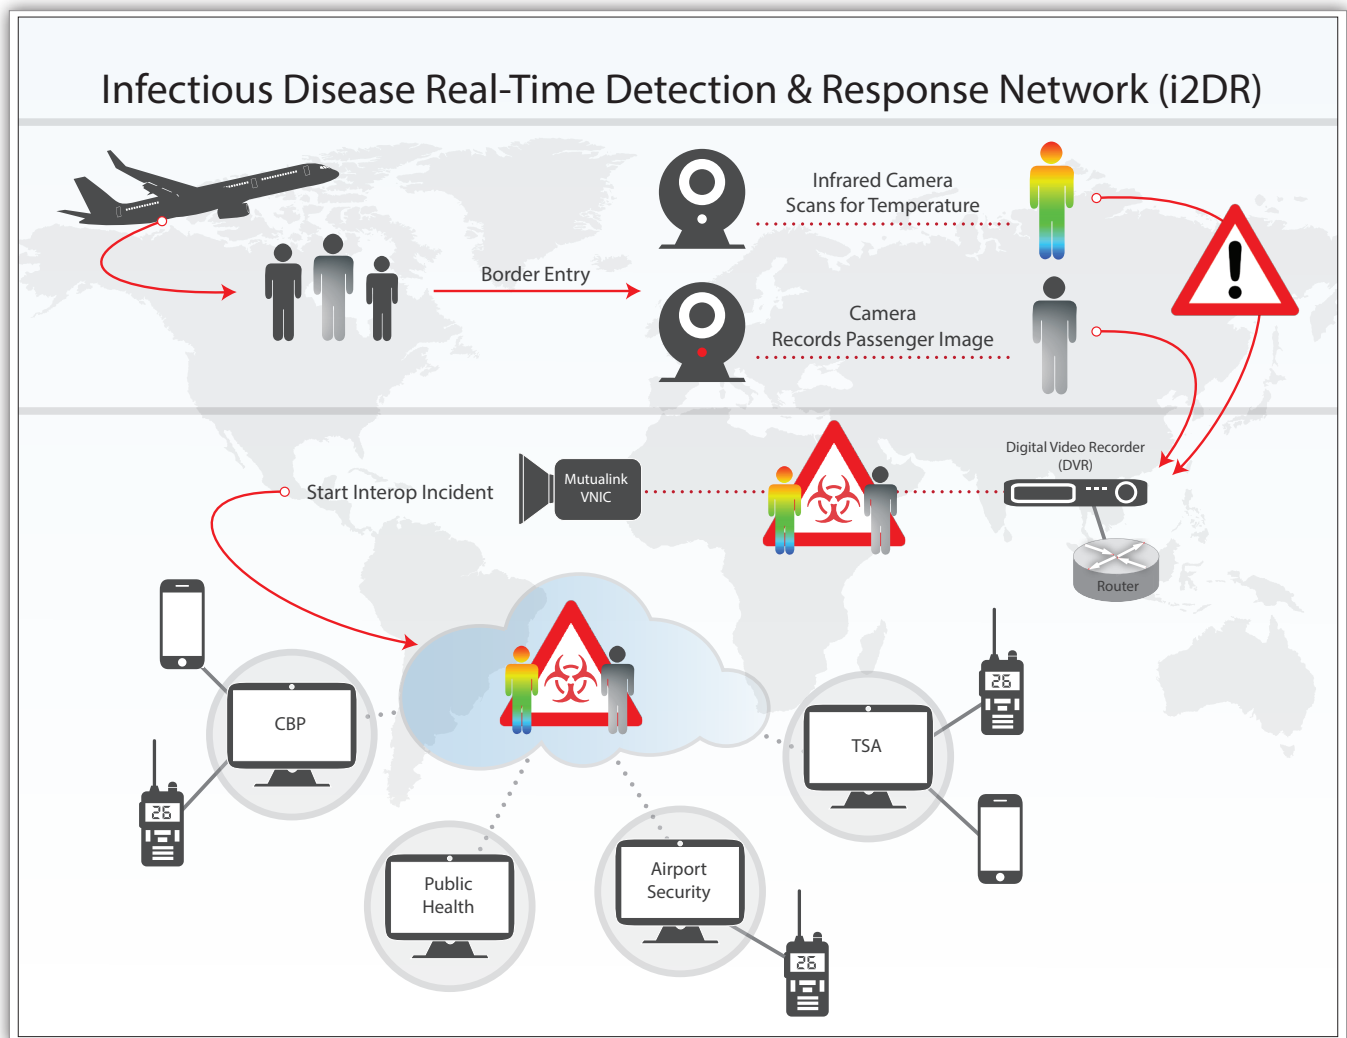 Infectious Disease Real-Time Detection & Response Network (i2DR)
Infrared Camera
Scans for Temperature
Border Entry
Camera
Records Passenger Image
Digital Video Recorder
(DVR)
Mutualink
VNIC
Start Interop Incident
Router
26
CBP
TSA
26
Public
Health
Airport
Security
26